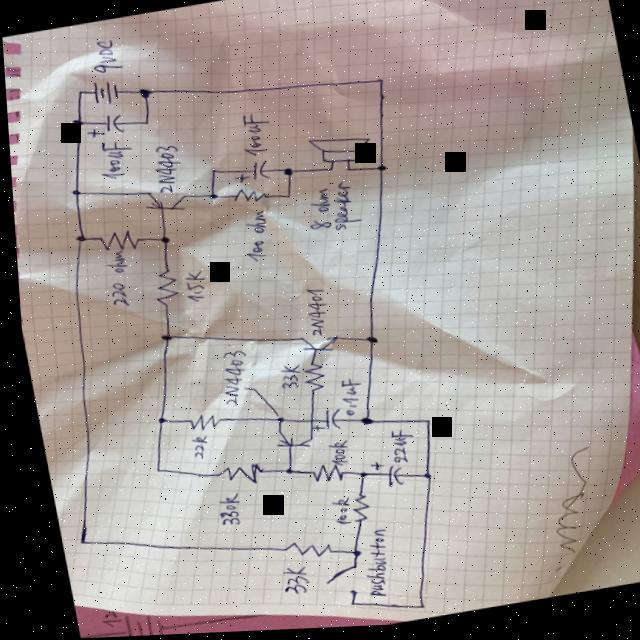 9VDC
+
100uF
2N4403
+
100uF
100 ohm
8 ohm
speaker
220 ohm
1.5K
2N4401
2N4403
33K
0.1uF
22K
100K
+
22uF
330K
100K
33K
pushbutton